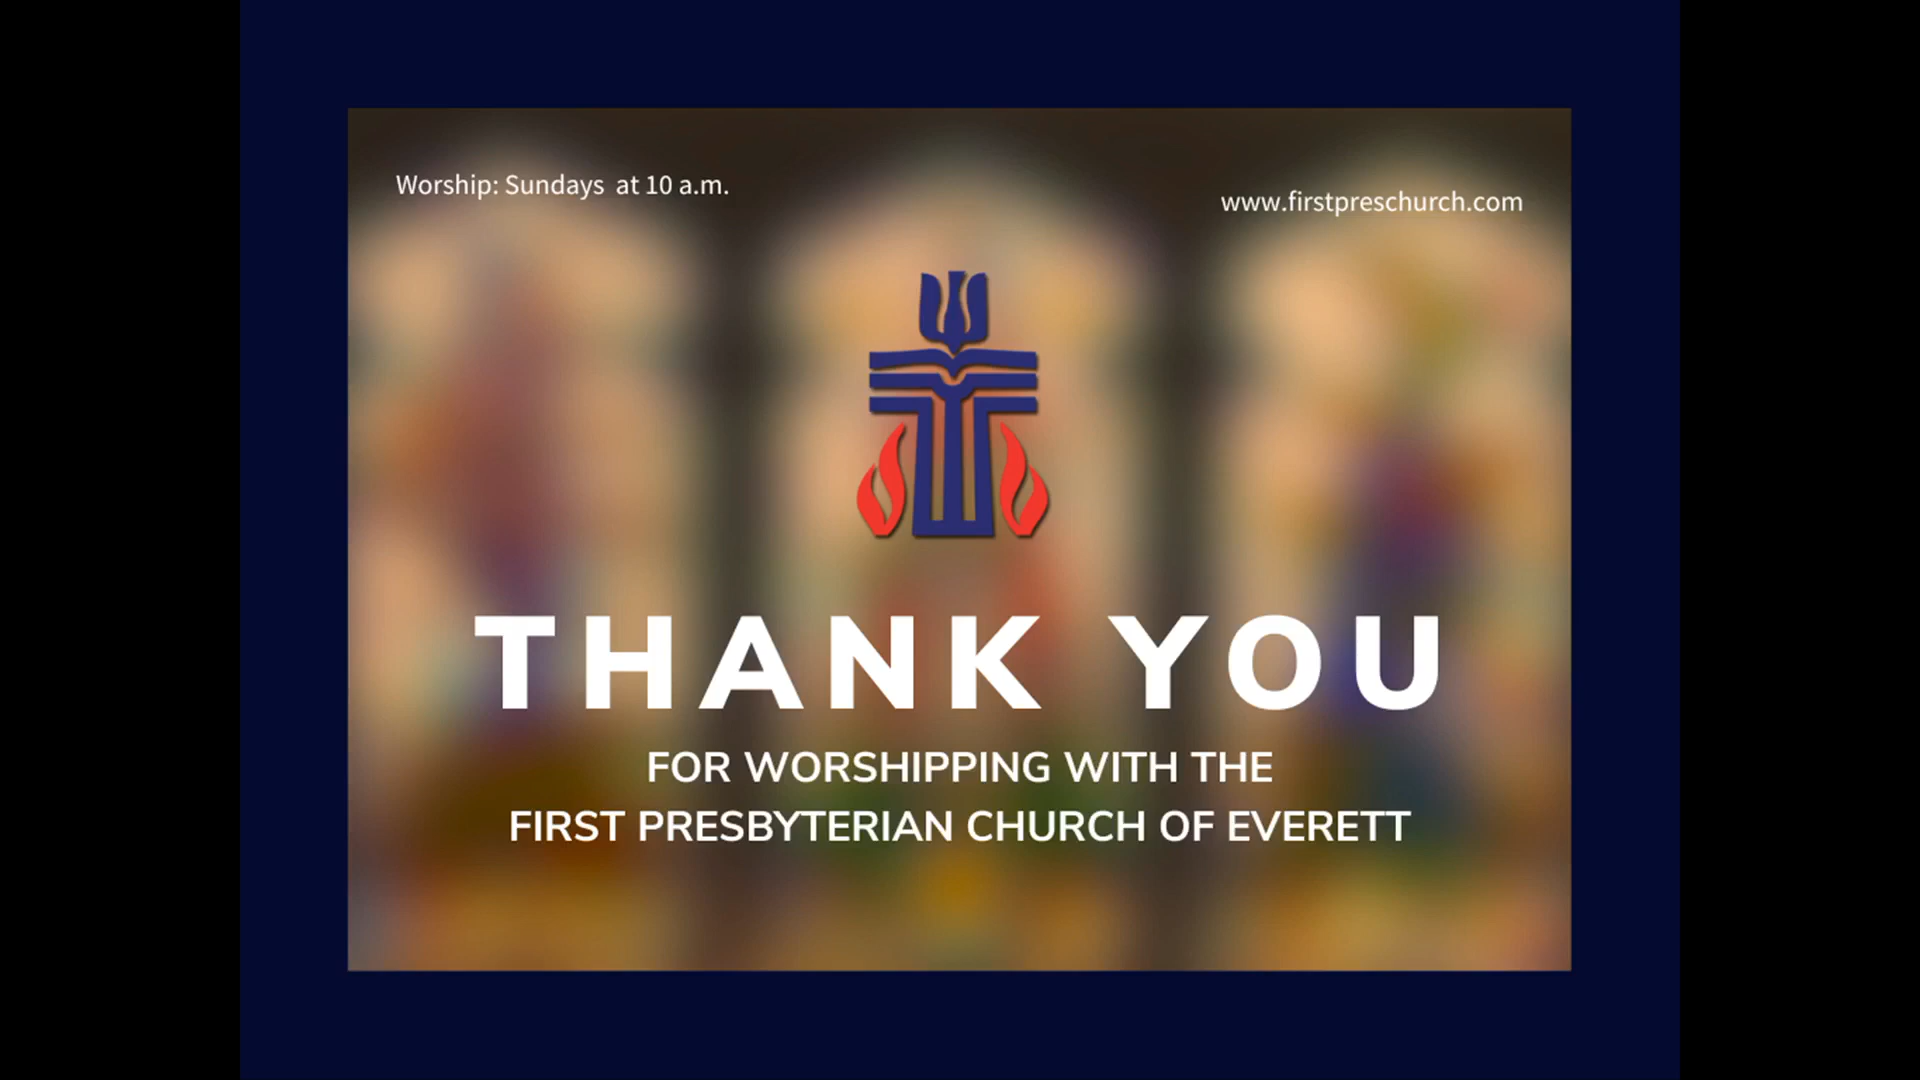 Worship: Sundays at 10 a.m.
www.firstpreschurch.com
THANK YOU
FOR WORSHIPPING WITH THE
FIRST PRESBYTERIAN CHURCH OF EVERETT